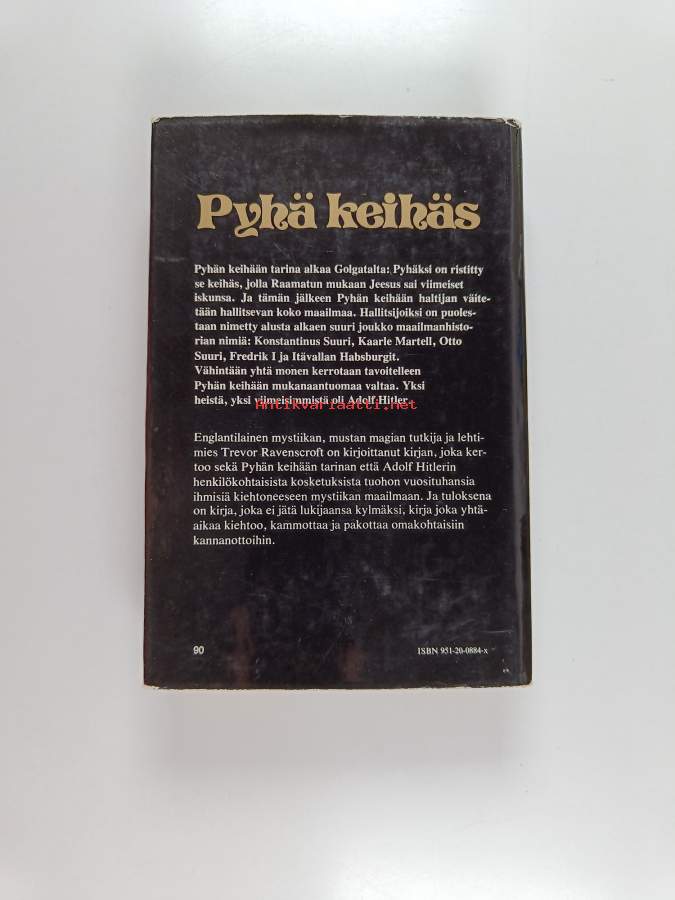 Pyhä keihäs
Pyhän keihään tarina alkaa Golgatalta: Pyhäksi on ristitty
se keihäs, jolla Raamatun mukaan Jeesus sai viimeiset
iskunsa. Ja tämän jälkeen Pyhän keihään haltijan väite-
tään hallitsevan koko maailmaa. Hallitsijoiksi on puoles-
taan nimetty alusta alkaen suuri joukko maailmanhisto-
rian nimiä: Konstantinus Suuri, Kaarle Martell, Otto
Suuri, Fredrik I ja Itävallan Habsburgit.
Vähintään yhtä monen kerrotaan tavoitelleen
Pyhän keihään mukanaantuomaa valtaa. Yksi
heistä, yksi viimeisimmistä oli Adolf Hitler.
Antikvariaatti.net
Englantilainen mystiikan, mustan magian tutkija ja lehti-
mies Trevor Ravenscroft on kirjoittanut kirjan, joka ker-
too sekä Pyhän keihään tarinan että Adolf Hitlerin
henkilökohtaisista kosketuksista tuohon vuosituhansia
ihmisiä kiehtoneeseen mystiikan maailmaan. Ja tuloksena
on kirja, joka ei jätä lukijaansa kylmäksi, kirja joka yhtä-
aikaa kiehtoo, kammottaa ja pakottaa omakohtaisiin
kannanottoihin.
90
ISBN 951-20-0884-x